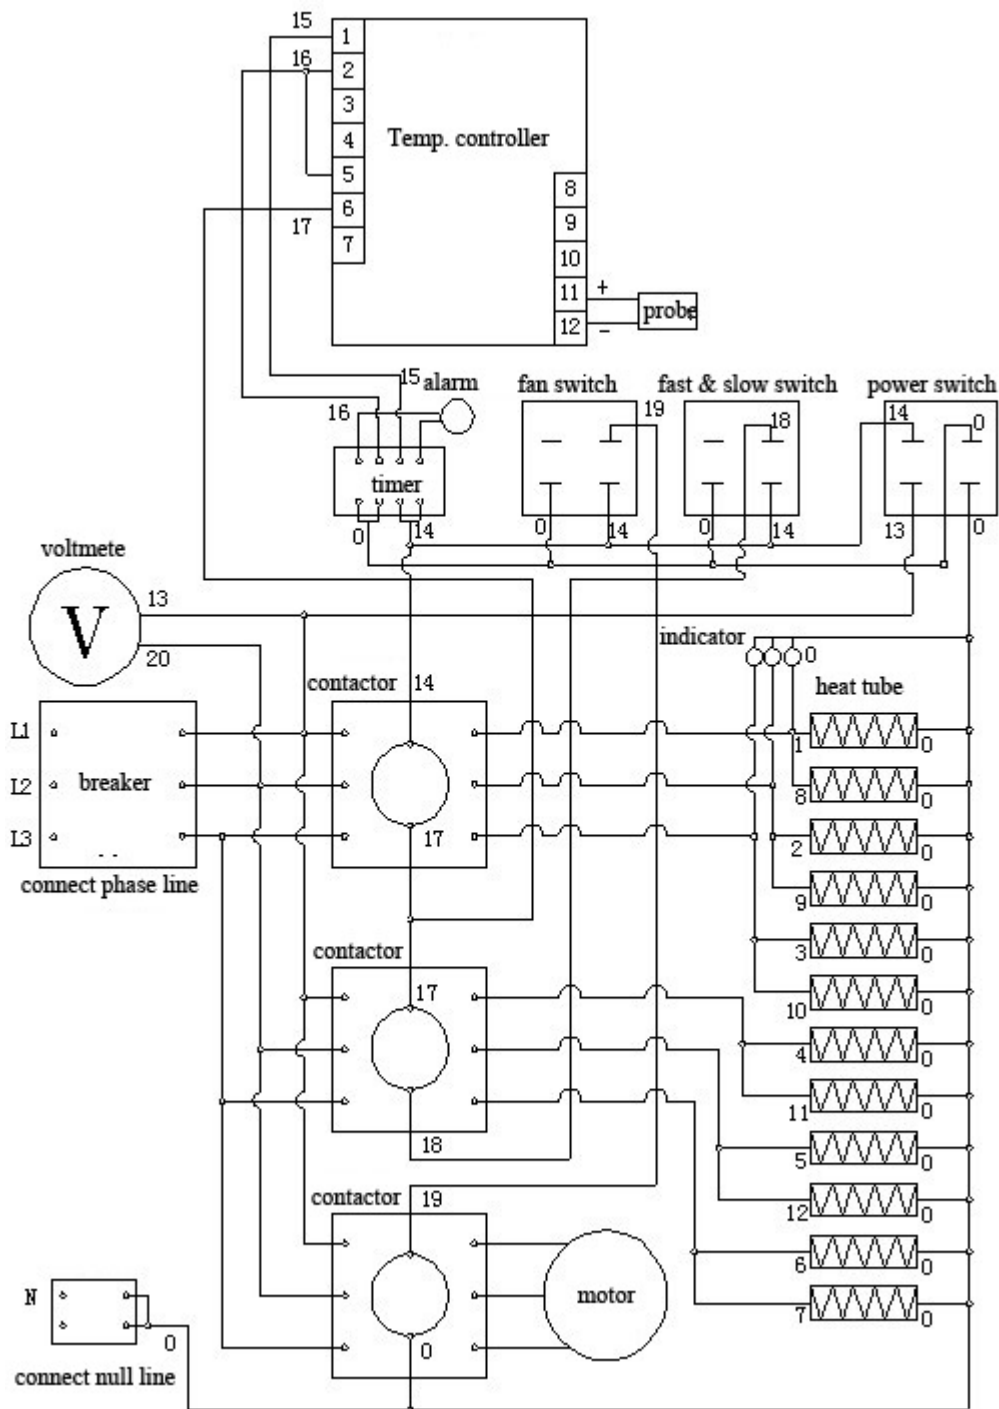 15
1
16
2
3
4
Temp. controller
5
8
6
9
17
7
10
11
+
probe
12
−
15
alarm
fan switch
fast & slow switch
power switch
16
19
18
14
0
timer
0
14
0
14
0
14
13
0
voltmete
13
V
20
indicator
0
contactor
14
heat tube
L1
1
0
L2
breaker
8
0
L3
17
2
0
connect phase line
9
0
contactor
3
0
17
10
0
4
0
11
0
18
5
0
contactor
19
12
0
6
0
N
motor
7
0
0
0
connect null line